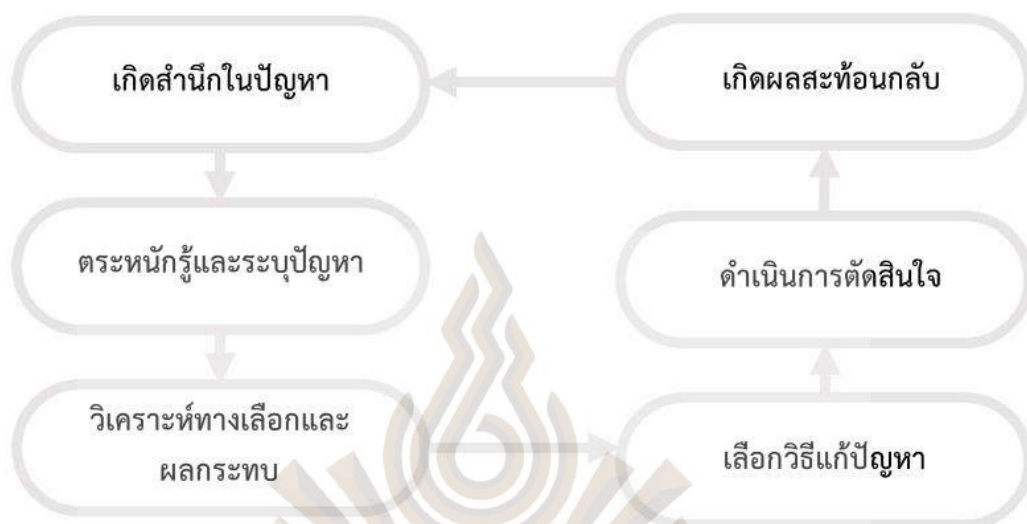 เกิดสำนึกในปัญหา
เกิดผลสะท้อนกลับ
ตระหนักรู้และระบุปัญหา
ดำเนินการตัดสินใจ
วิเคราะห์ทางเลือกและ
ผลกระทบ
เลือกวิธีแก้ปัญหา